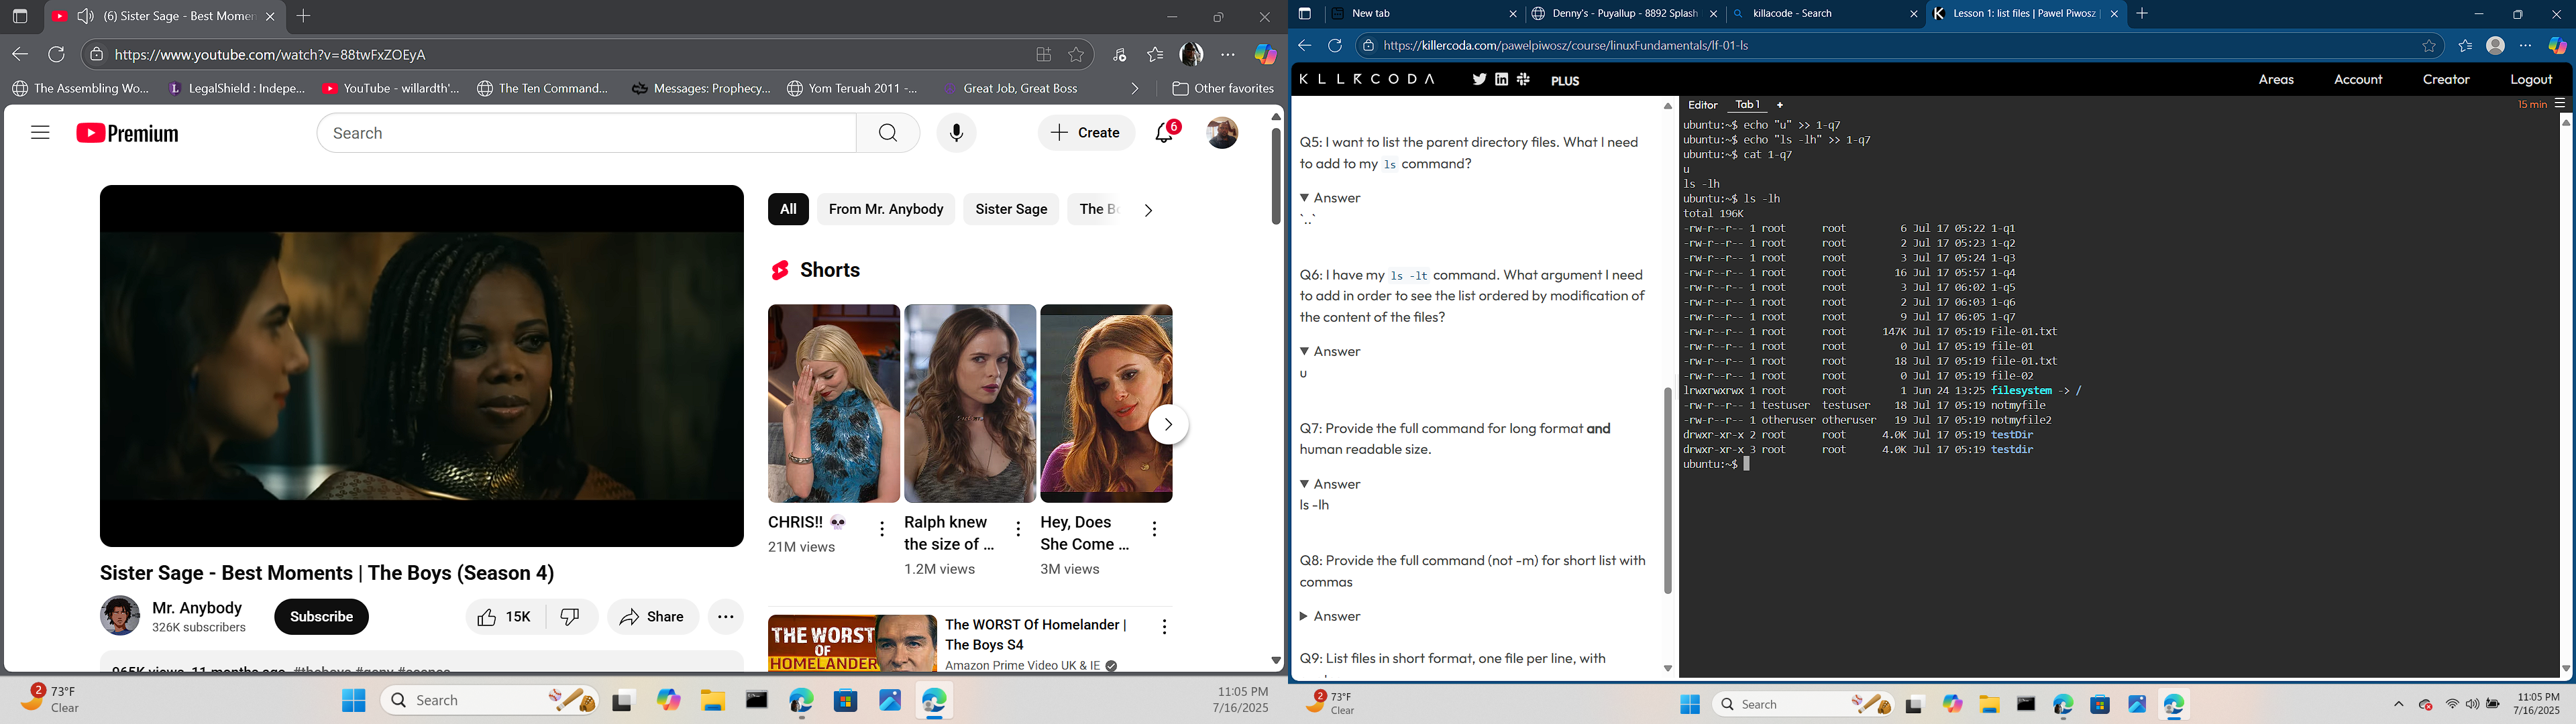 (6) Sister Sage - Best Momen
https://www.youtube.com/watch?v=88twFxZOEyA
The Assembling Wo...
LegalShield : Indepe...
YouTube - willardth'...
The Ten Command...
Messages: Prophecy...
Yom Teruah 2011 -...
Great Job, Great Boss
Other favorites
Premium
Search
Create
6
All
From Mr. Anybody
Sister Sage
The Bo
Shorts
CHRIS!! 💀
21M views
Ralph knew
the size of ...
1.2M views
Hey, Does
She Come ...
3M views
Sister Sage - Best Moments | The Boys (Season 4)
Mr. Anybody
326K subscribers
Subscribe
15K
Share
965K views 11 months ago #theboys #genv #scenes
THE WORST
OF
HOMELANDER
The WORST Of Homelander |
The Boys S4
Amazon Prime Video UK & IE
2
73°F
Clear
Search
11:05 PM
7/16/2025
New tab
Denny's - Puyallup - 8892 Splash
killacode - Search
Lesson 1: list files | Pawel Piwosz |
https://killercoda.com/pawelpiwosz/course/linuxFundamentals/lf-01-ls
KLLRCODA
PLUS
Areas
Account
Creator
Logout
Q5: I want to list the parent directory files. What I need
to add to my ls command?
Answer
`..`
Q6: I have my ls -lt command. What argument I need
to add in order to see the list ordered by modification of
the content of the files?
Answer
u
Q7: Provide the full command for long format and
human readable size.
Answer
ls -lh
Q8: Provide the full command (not -m) for short list with
commas
Answer
Q9: List files in short format, one file per line, with
Editor
Tab 1
+
15 min
ubuntu:~$ echo "u" >> 1-q7
ubuntu:~$ echo "ls -lh" >> 1-q7
ubuntu:~$ cat 1-q7
u
ls -lh
ubuntu:~$ ls -lh
total 196K
-rw-r--r-- 1 root root 6 Jul 17 05:22 1-q1
-rw-r--r-- 1 root root 2 Jul 17 05:23 1-q2
-rw-r--r-- 1 root root 3 Jul 17 05:24 1-q3
-rw-r--r-- 1 root root 16 Jul 17 05:57 1-q4
-rw-r--r-- 1 root root 3 Jul 17 06:02 1-q5
-rw-r--r-- 1 root root 2 Jul 17 06:03 1-q6
-rw-r--r-- 1 root root 9 Jul 17 06:05 1-q7
-rw-r--r-- 1 root root 147K Jul 17 05:19 File-01.txt
-rw-r--r-- 1 root root 0 Jul 17 05:19 file-01
-rw-r--r-- 1 root root 18 Jul 17 05:19 file-01.txt
-rw-r--r-- 1 root root 0 Jul 17 05:19 file-02
lrwxrwxrwx 1 root root 1 Jun 24 13:25 filesystem -> /
-rw-r--r-- 1 testuser testuser 18 Jul 17 05:19 notmyfile
-rw-r--r-- 1 otheruser otheruser 19 Jul 17 05:19 notmyfile2
drwxr-xr-x 2 root root 4.0K Jul 17 05:19 testDir
drwxr-xr-x 3 root root 4.0K Jul 17 05:19 testdir
ubuntu:~$
2
73°F
Clear
Search
11:05 PM
7/16/2025